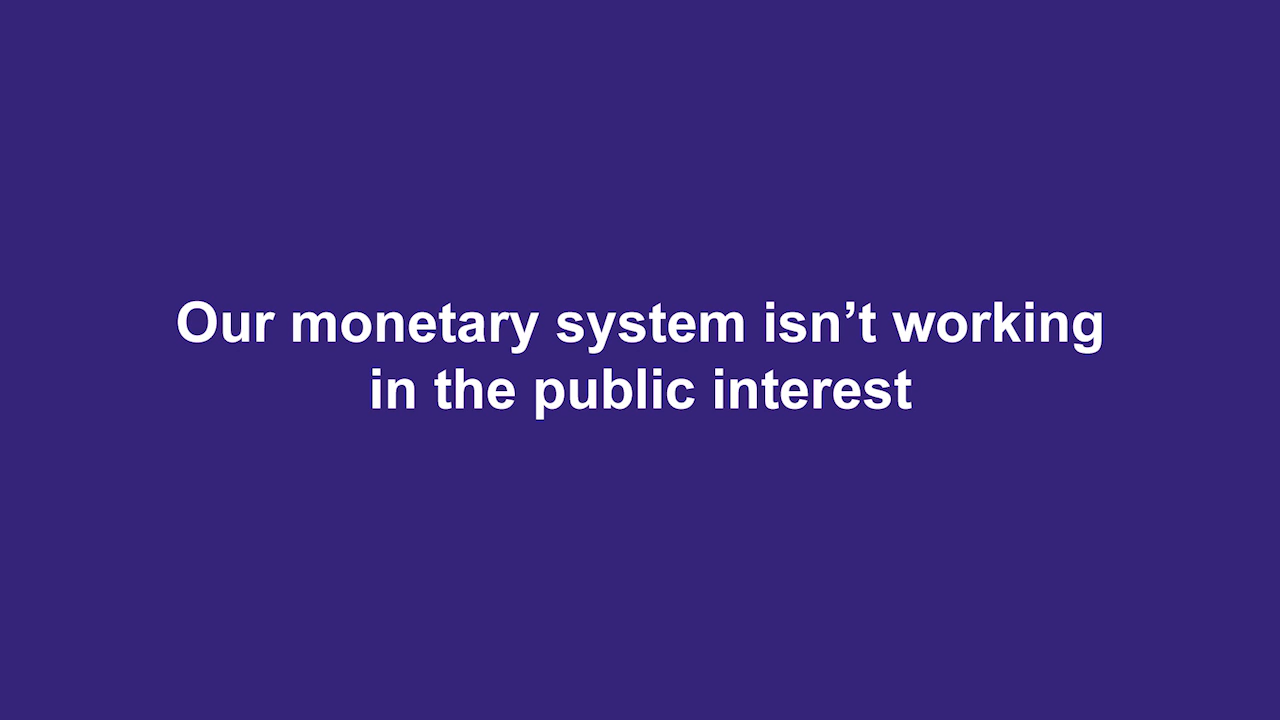 Our monetary system isn’t working
in the public interest